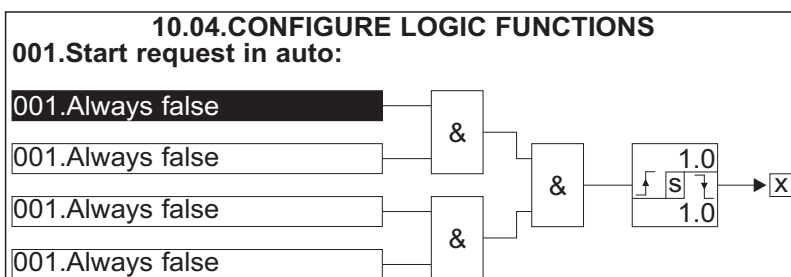 10.04.CONFIGURE LOGIC FUNCTIONS
001.Start request in auto:
001.Always false
&
001.Always false
1.0
&
S
X
001.Always false
1.0
&
001.Always false